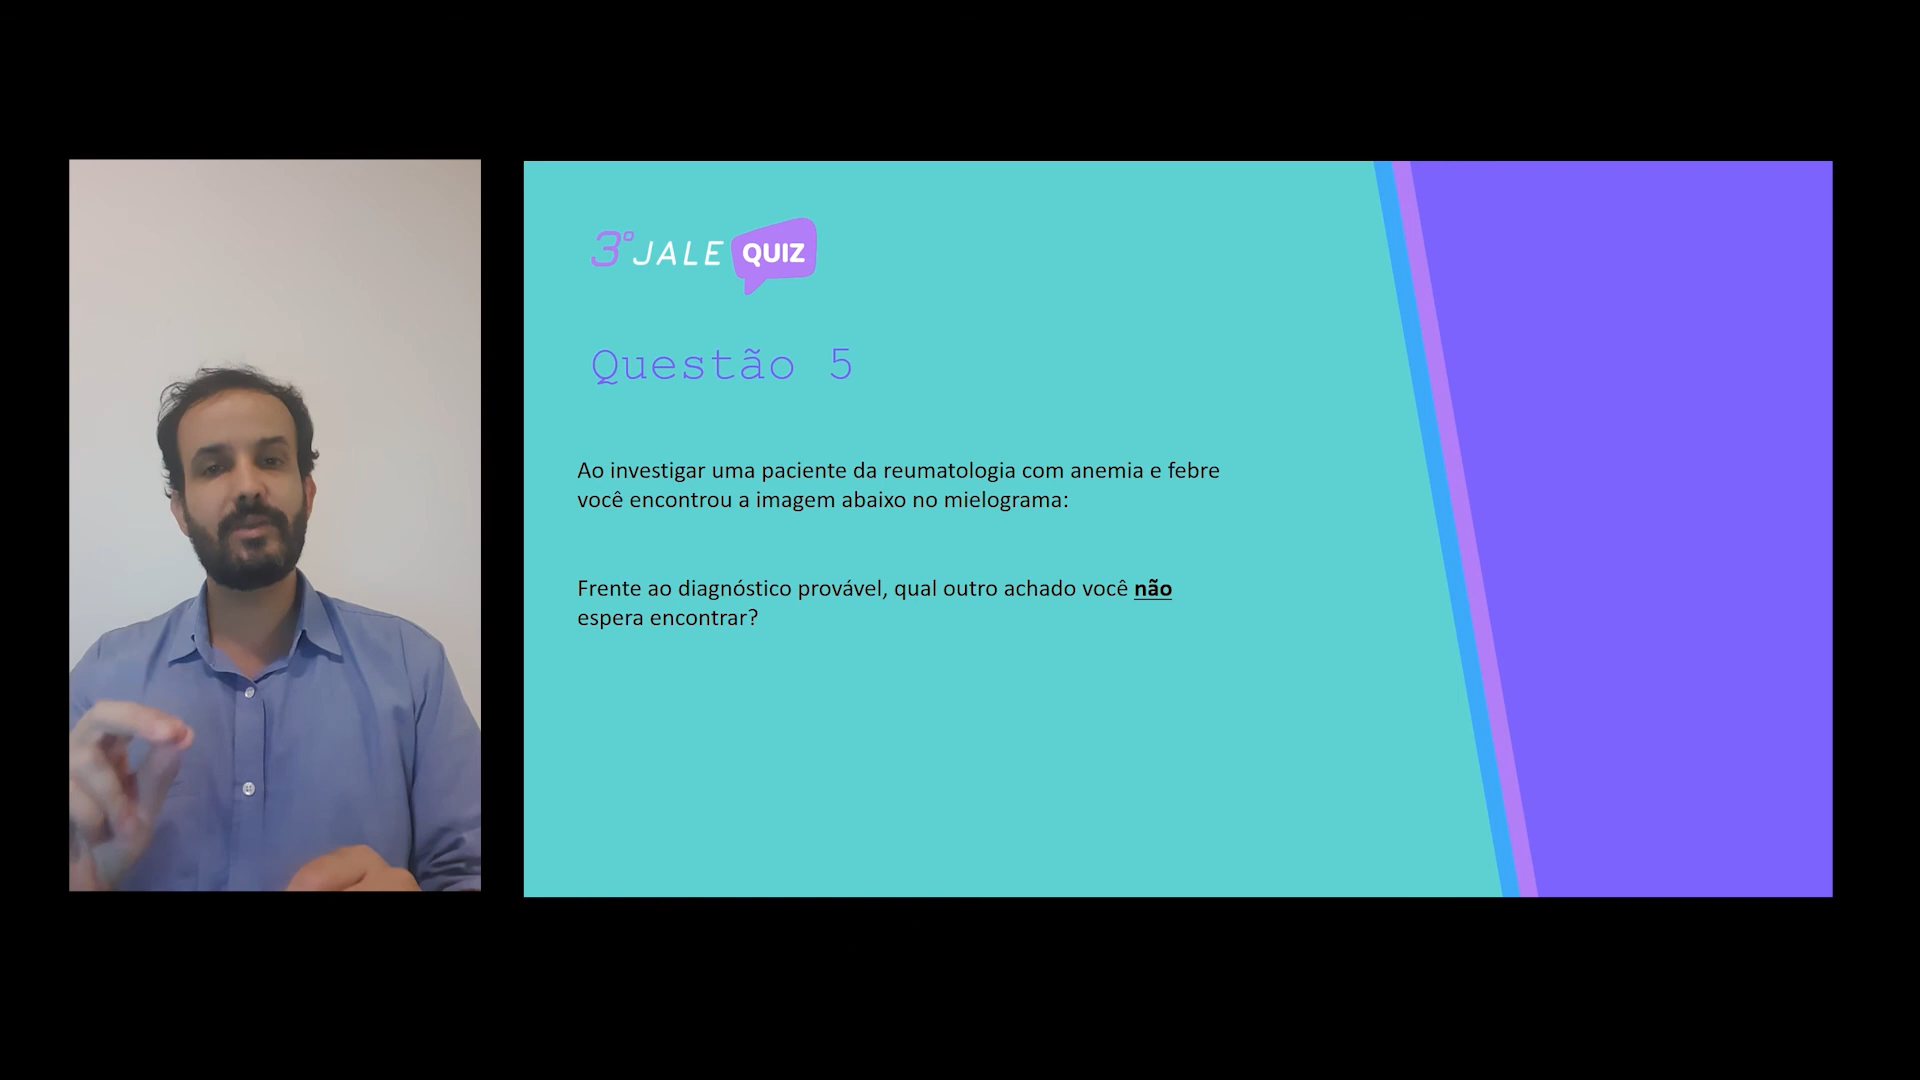 3º JALE QUIZ
Questão 5
Ao investigar uma paciente da reumatologia com anemia e febre
você encontrou a imagem abaixo no mielograma:
Frente ao diagnóstico provável, qual outro achado você não
espera encontrar?